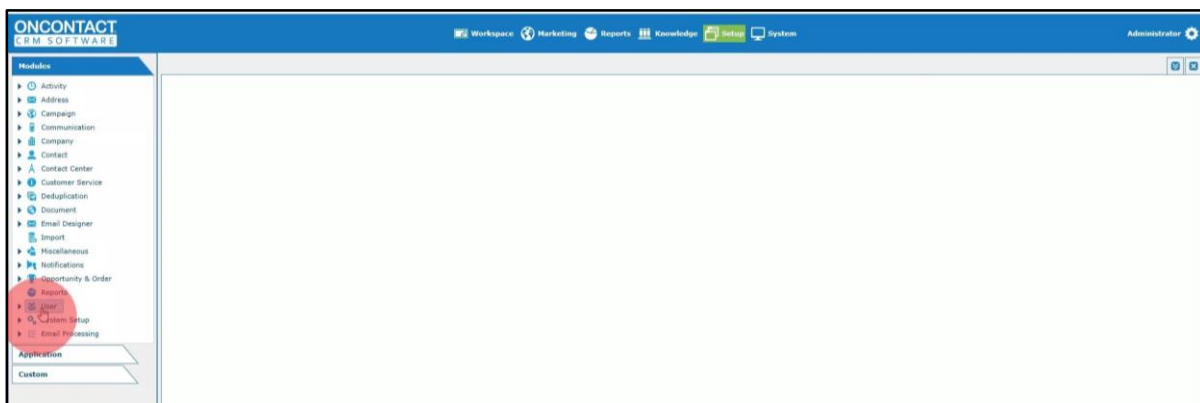 ONCONTACT
CRM SOFTWARE
Workspace Marketing Reports Knowledge Setup System
Administrator
Modules
Activity
Address
Campaign
Communication
Company
Contact
Contact Center
Customer Service
Deduplication
Document
Email Designer
Import
Miscellaneous
Notifications
Opportunity & Order
Reports
User
System Setup
Email Processing
Application
Custom